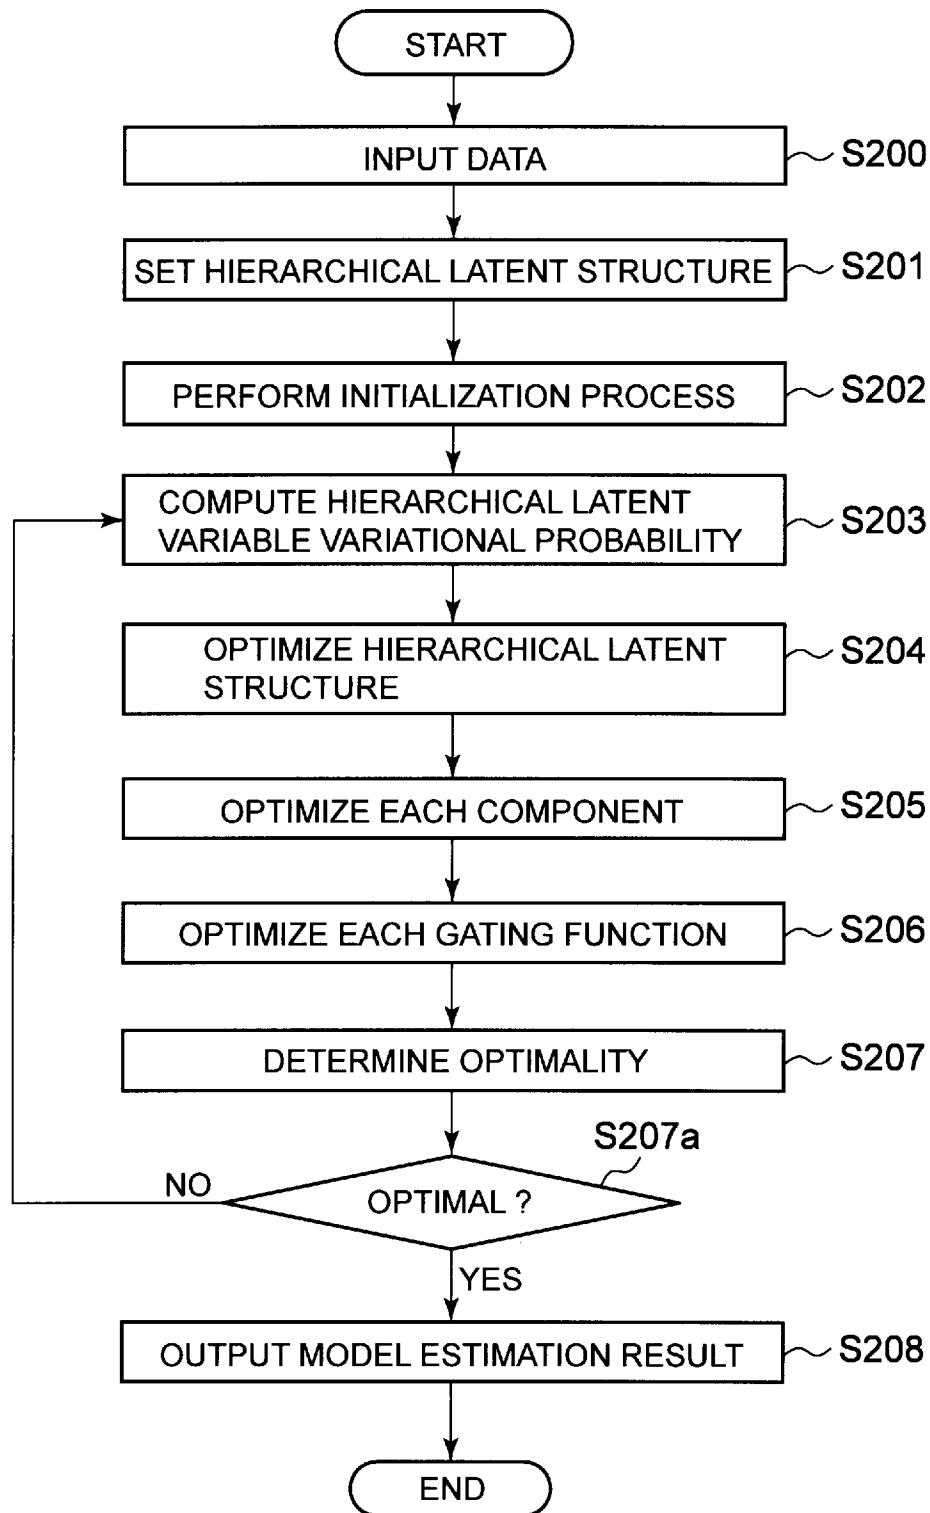 START
INPUT DATA
S200
SET HIERARCHICAL LATENT STRUCTURE
S201
PERFORM INITIALIZATION PROCESS
S202
COMPUTE HIERARCHICAL LATENT
VARIABLE VARIATIONAL PROBABILITY
S203
OPTIMIZE HIERARCHICAL LATENT
STRUCTURE
S204
OPTIMIZE EACH COMPONENT
S205
OPTIMIZE EACH GATING FUNCTION
S206
DETERMINE OPTIMALITY
S207
S207a
NO
OPTIMAL ?
YES
OUTPUT MODEL ESTIMATION RESULT
S208
END